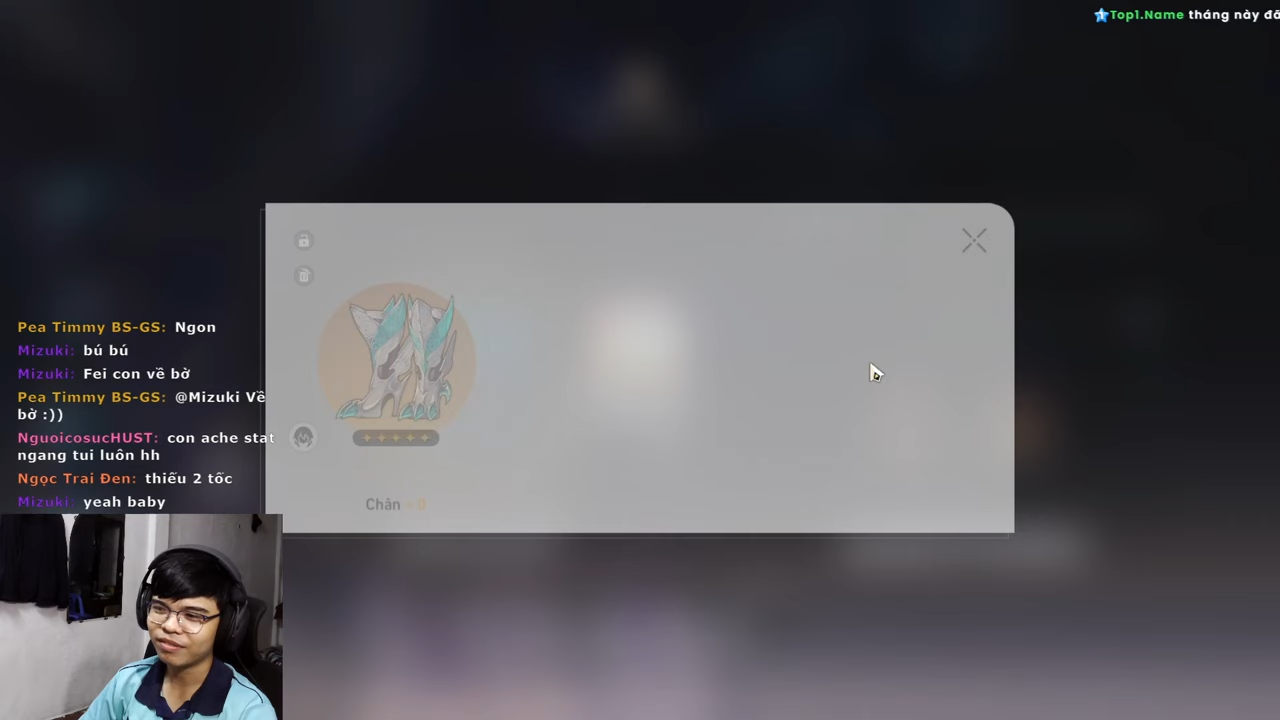 Top1.Name tháng này đã
Pea Timmy BS-GS: Ngon
Mizuki: bú bú
Mizuki: Fei con về bờ
Pea Timmy BS-GS: @Mizuki Về
bờ :))
NguoicosucHUST: con ache stat
ngang tui luôn hh
Ngọc Trai Đen: thiếu 2 tốc
Mizuki: yeah baby
Chân + 0